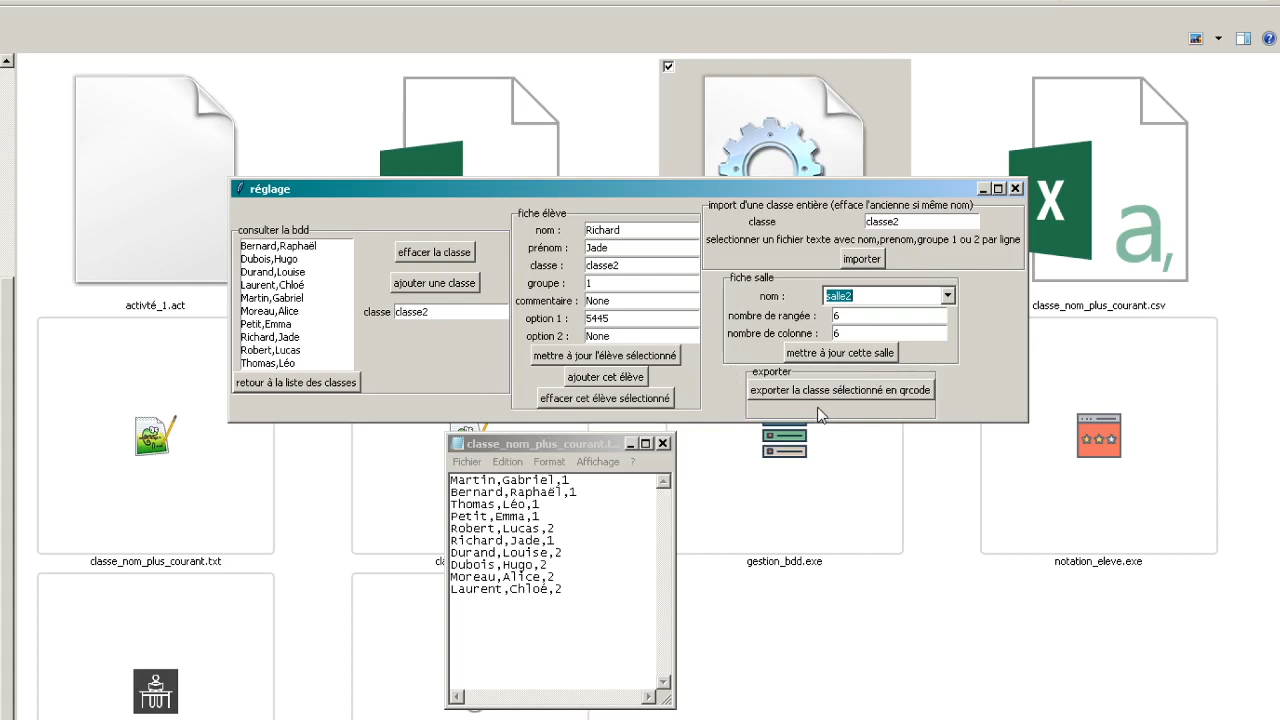 réglage
consulter la bdd
Bernard,Raphaël
Dubois,Hugo
Durand,Louise
Laurent,Chloé
Martin,Gabriel
Moreau,Alice
Petit,Emma
Richard,Jade
Robert,Lucas
Thomas,Léo
retour à la liste des classes
effacer la classe
ajouter une classe
classe classe2
fiche élève
nom : Richard
prénom : Jade
classe : classe2
groupe : 1
commentaire : None
option 1 : 5445
option 2 : None
mettre à jour l'élève sélectionné
ajouter cet élève
effacer cet élève sélectionné
import d'une classe entière (efface l'ancienne si même nom)
classe classe2
selectionner un fichier texte avec nom,prenom,groupe 1 ou 2 par ligne
importer
fiche salle
nom : salle2
nombre de rangée : 6
nombre de colonne : 6
mettre à jour cette salle
exporter
exporter la classe sélectionné en qrcode
X
a,
activté_1.act
classe_nom_plus_courant.csv
classe_nom_plus_courant.t...
Fichier Edition Format Affichage ?
Martin,Gabriel,1
Bernard,Raphaël,1
Thomas,Léo,1
Petit,Emma,1
Robert,Lucas,2
Richard,Jade,1
Durand,Louise,2
Dubois,Hugo,2
Moreau,Alice,2
Laurent,Chloé,2
classe_nom_plus_courant.txt
gestion_bdd.exe
notation_eleve.exe